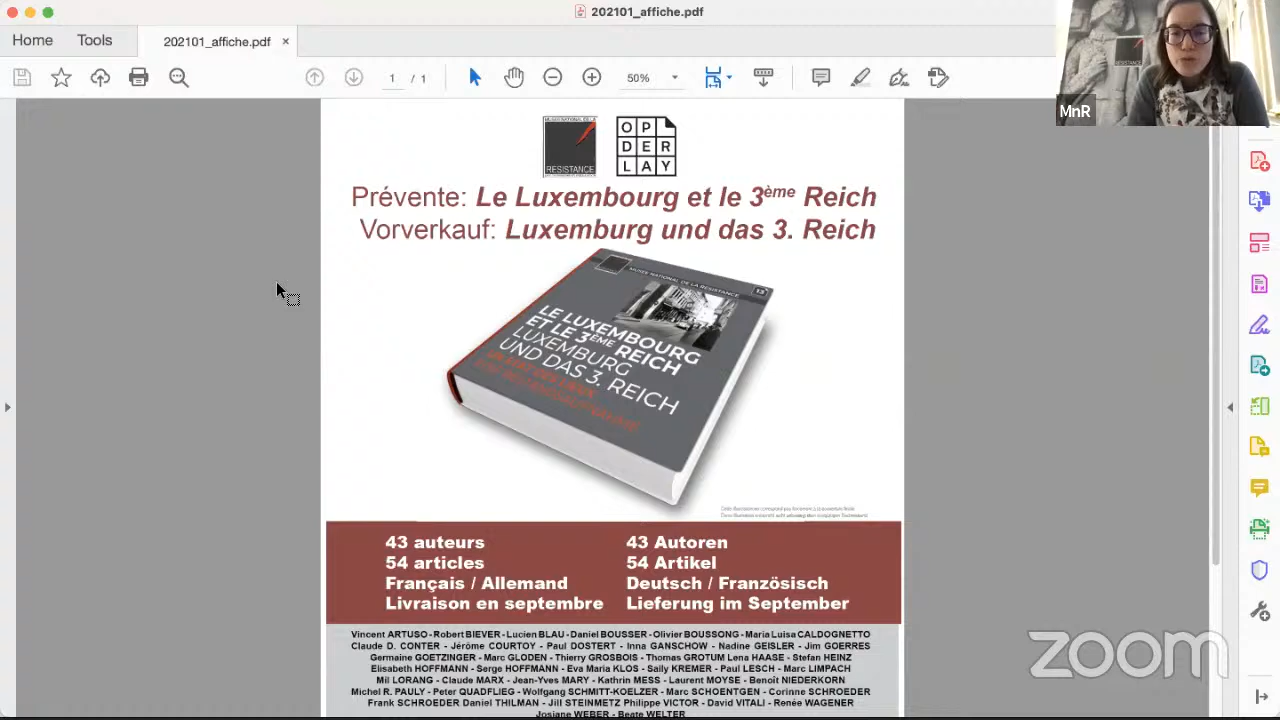 202101_affiche.pdf
Home Tools 202101_affiche.pdf ×
1 / 1 50%
MnR
RESISTANCE
OP
DER
LAY
Prévente: Le Luxembourg et le 3ème Reich
Vorverkauf: Luxemburg und das 3. Reich
MUSÉE NATIONAL DE LA RÉSISTANCE
LE LUXEMBOURG
ET LE 3ÈME REICH
LUXEMBURG
UND DAS 3. REICH
43 auteurs
54 articles
Français / Allemand
Livraison en septembre
43 Autoren
54 Artikel
Deutsch / Französisch
Lieferung im September
Vincent ARTUSO - Robert BIEVER - Lucien BLAU - Daniel BOUSSER - Olivier BOUSSONG - Maria Luisa CALDOGNETTO
Claude D. CONTER - Jérôme COURTOY - Paul DOSTERT - Inna GANSCHOW - Nadine GEISLER - Jim GOERRES
Germaine GOETZINGER - Marc GLODEN - Thierry GROSBOIS - Thomas GROTUM Lena HAASE - Stefan HEINZ
Elisabeth HOFFMANN - Serge HOFFMANN - Eva Maria KLOS - Sally KREMER - Paul LESCH - Marc LIMPACH
Mil LORANG - Claude MARX - Jean-Yves MARY - Kathrin MESS - Laurent MOYSE - Benoît NIEDERKORN
Michel R. PAULY - Peter QUADFLIEG - Wolfgang SCHMITT-KOELZER - Marc SCHOENTGEN - Corinne SCHROEDER
Frank SCHROEDER Daniel THILMAN - Jill STEINMETZ Philippe VICTOR - David VITALI - Renée WAGENER
Josiane WEBER - Beate WELTER
zoom